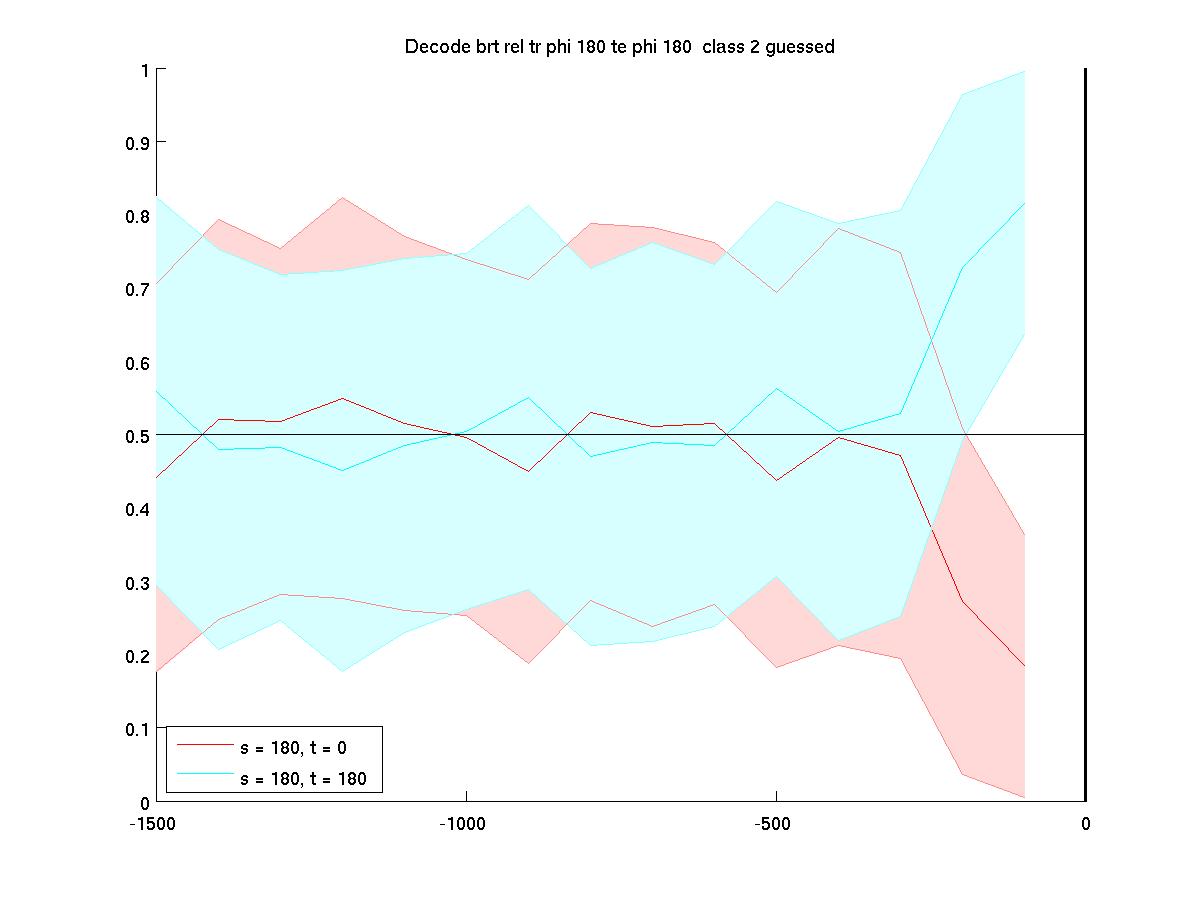 Decode brt rel tr phi 180 te phi 180  class 2 guessed
1
0.9
0.8
0.7
0.6
0.5
0.4
0.3
0.2
0.1
0
s = 180, t = 0
s = 180, t = 180
-1500 -1000 -500 0